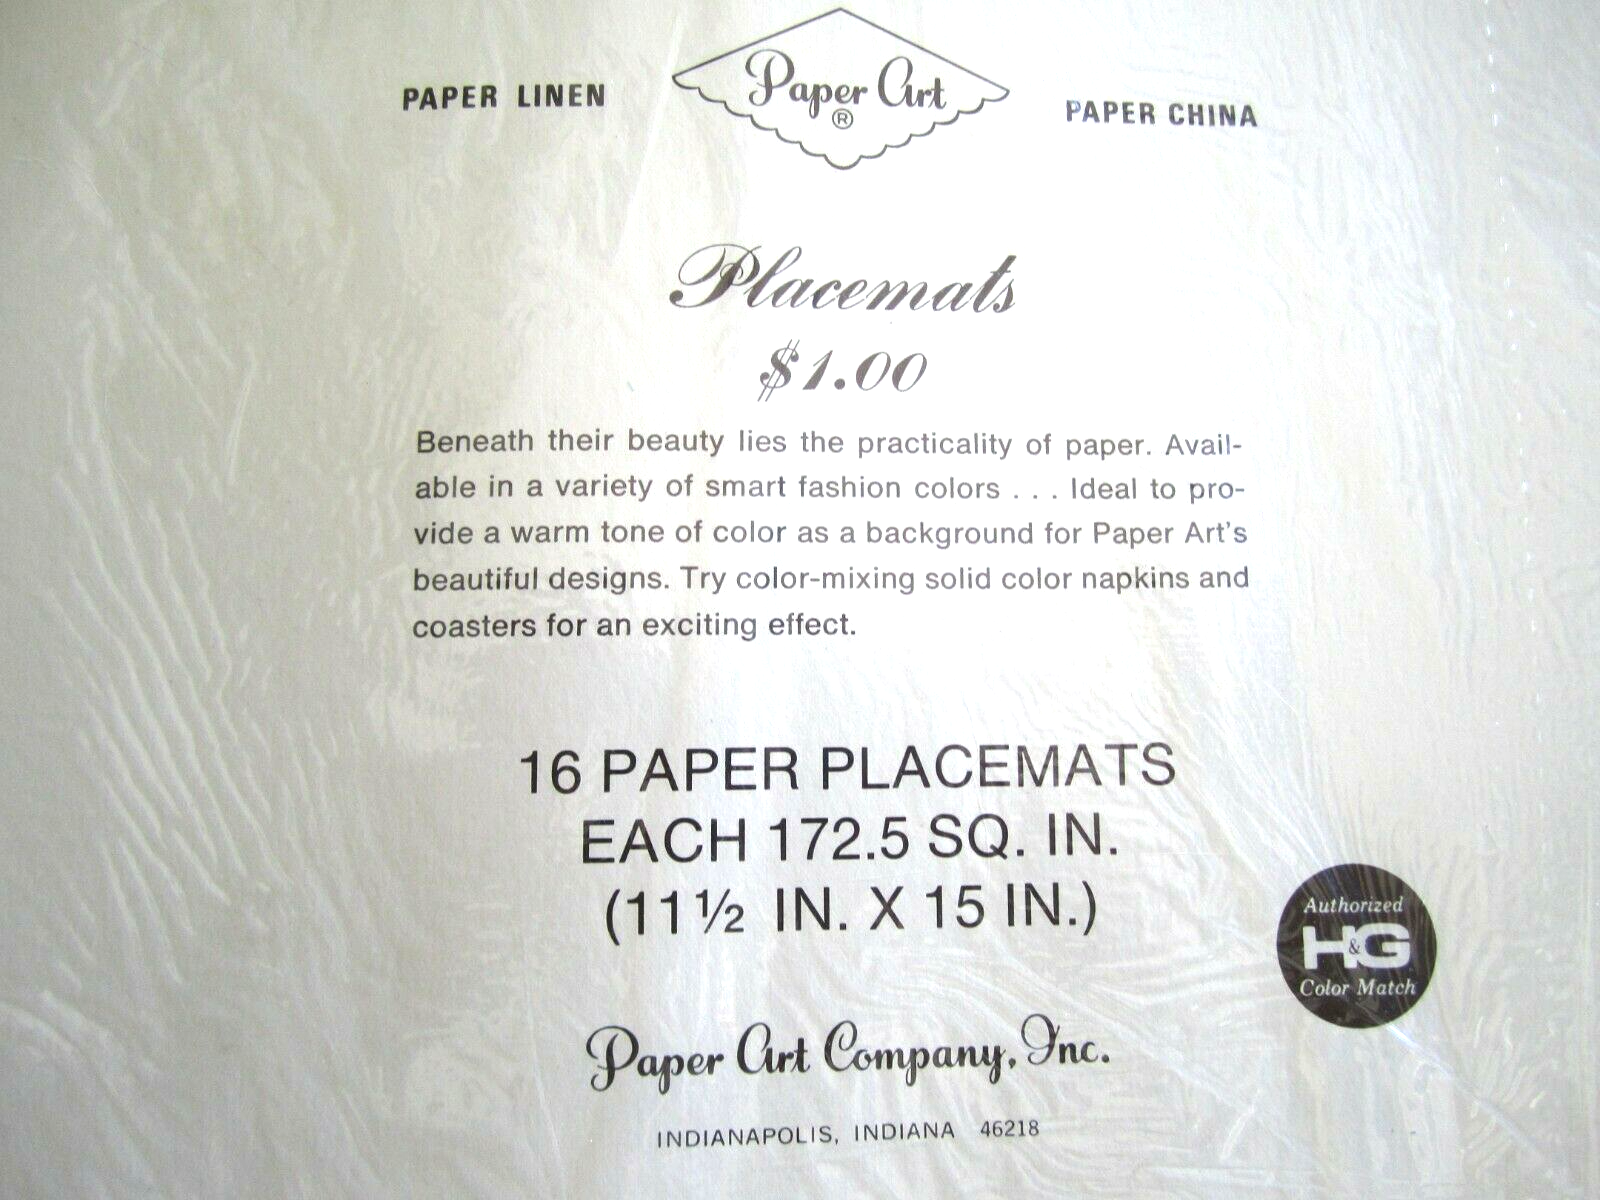 PAPER LINEN
Paper Art
®
PAPER CHINA
Placemats
$1.00
Beneath their beauty lies the practicality of paper. Avail-
able in a variety of smart fashion colors . . . Ideal to pro-
vide a warm tone of color as a background for Paper Art's
beautiful designs. Try color-mixing solid color napkins and
coasters for an exciting effect.
16 PAPER PLACEMATS
EACH 172.5 SQ. IN.
(11 ½ IN. X 15 IN.)
Authorized
H&G
Color Match
Paper Art Company, Inc.
INDIANAPOLIS, INDIANA 46218